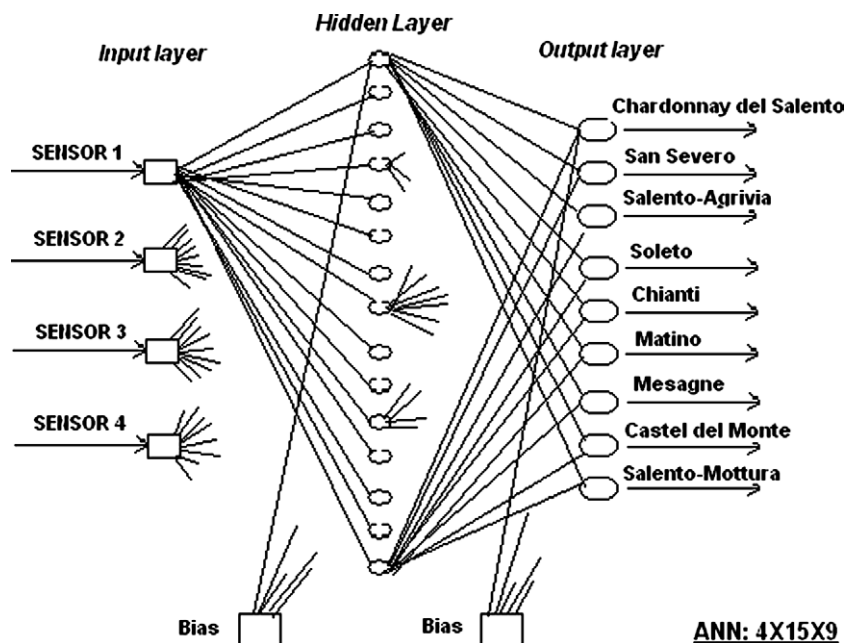 Hidden Layer
Input layer
Output layer
SENSOR 1
SENSOR 2
SENSOR 3
SENSOR 4
Chardonnay del Salento
San Severo
Salento-Agrivia
Soleto
Chianti
Matino
Mesagne
Castel del Monte
Salento-Mottura
Bias
Bias
ANN: 4X15X9